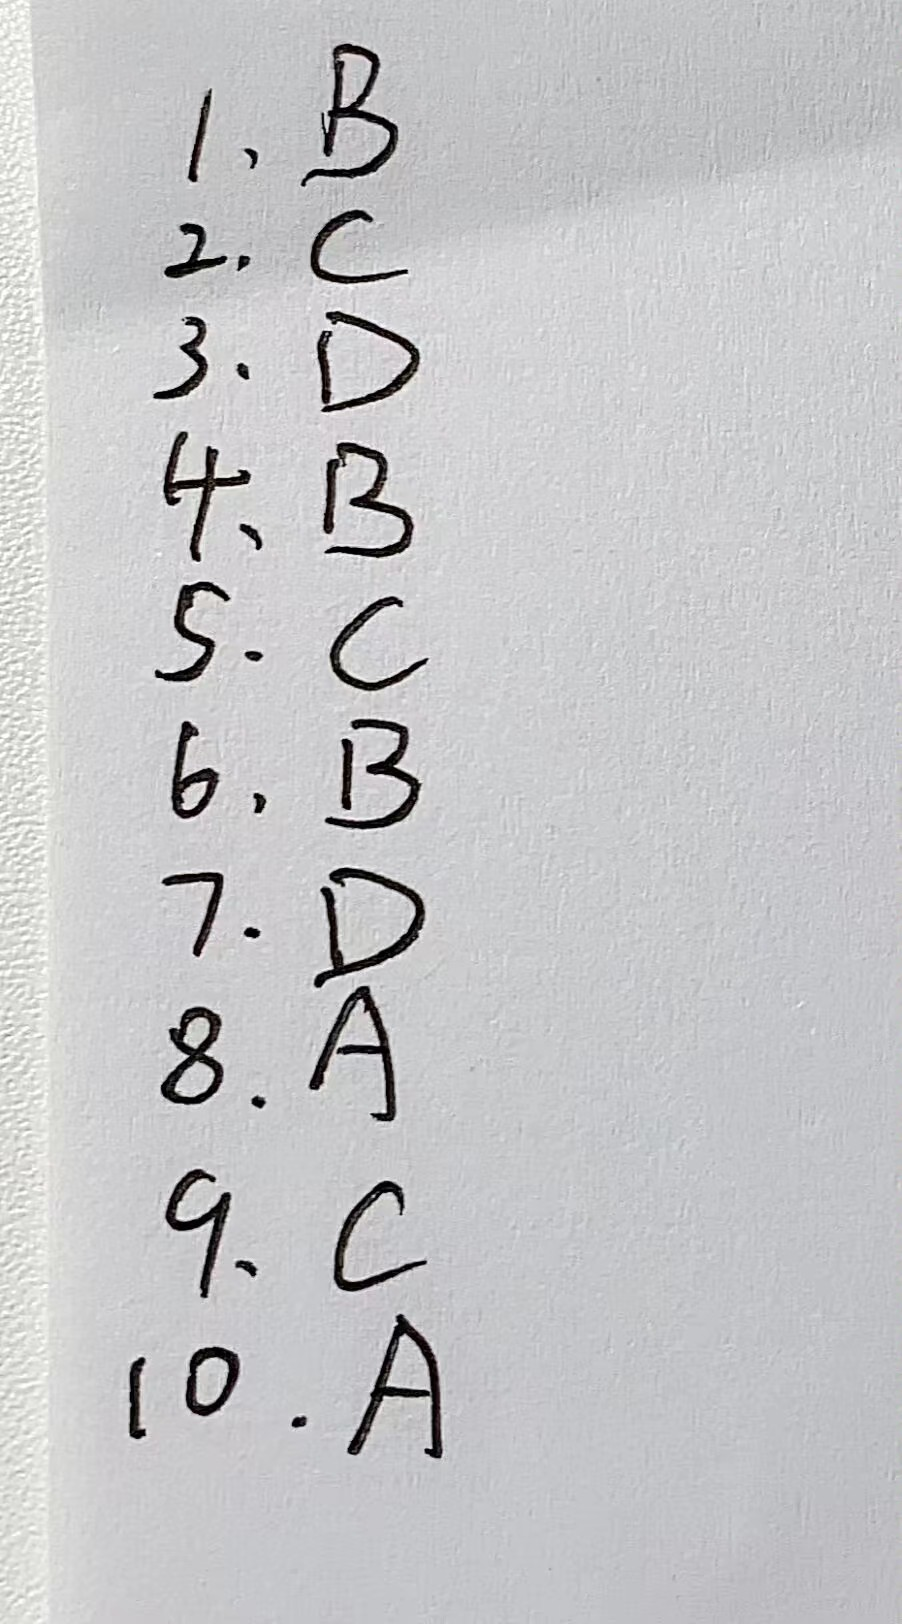 1. B
2. C
3. D
4. B
5. C
6. B
7. D
8. A
9. C
10. A